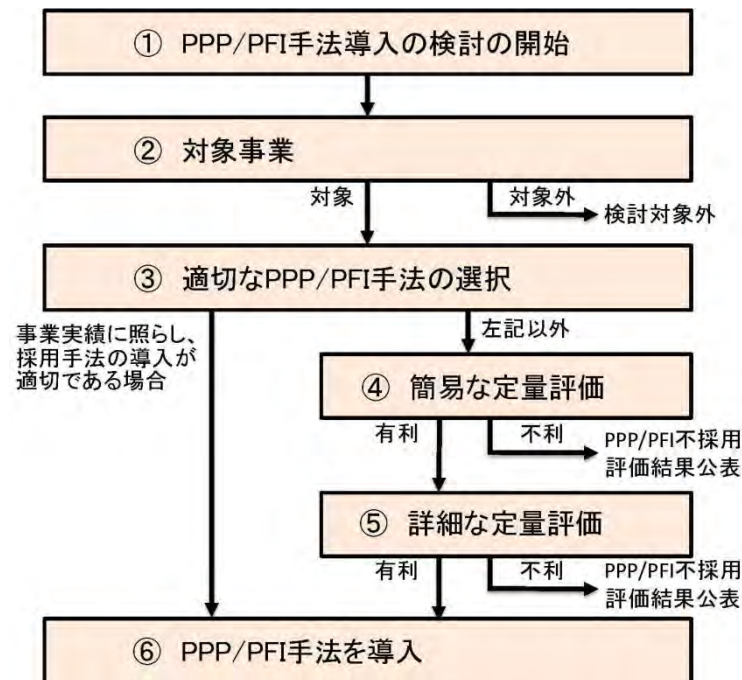 ① PPP/PFI手法導入の検討の開始
② 対象事業
対象
対象外
検討対象外
③ 適切なPPP/PFI手法の選択
事業実績に照らし、
採用手法の導入が
適切である場合
左記以外
④ 簡易な定量評価
有利
不利
PPP/PFI不採用
評価結果公表
⑤ 詳細な定量評価
有利
不利
PPP/PFI不採用
評価結果公表
⑥ PPP/PFI手法を導入